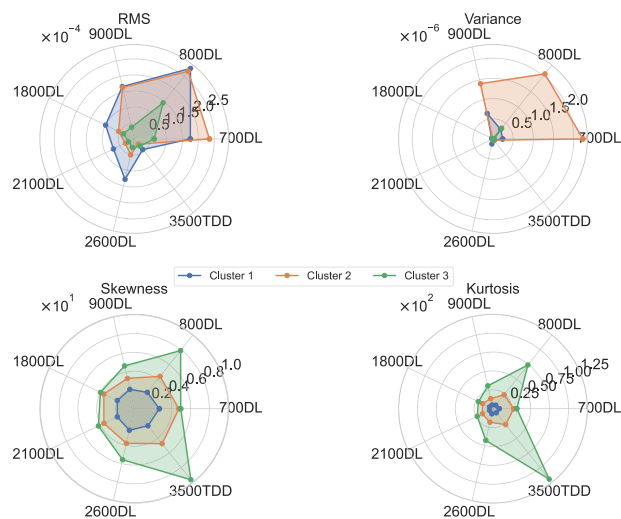 RMS
×10⁻⁴
900DL
800DL
1800DL
0.5
1.0
1.5
2.0
2.5
700DL
2100DL
3500TDD
2600DL
Variance
×10⁻⁶
900DL
800DL
1800DL
0.5
1.0
1.5
2.0
700DL
2100DL
3500TDD
2600DL
Cluster 1
Cluster 2
Cluster 3
Skewness
×10¹
900DL
800DL
1800DL
0.2
0.4
0.6
0.8
1.0
700DL
2100DL
3500TDD
2600DL
Kurtosis
×10²
900DL
800DL
1800DL
0.25
0.50
0.75
1.00
1.25
700DL
2100DL
3500TDD
2600DL